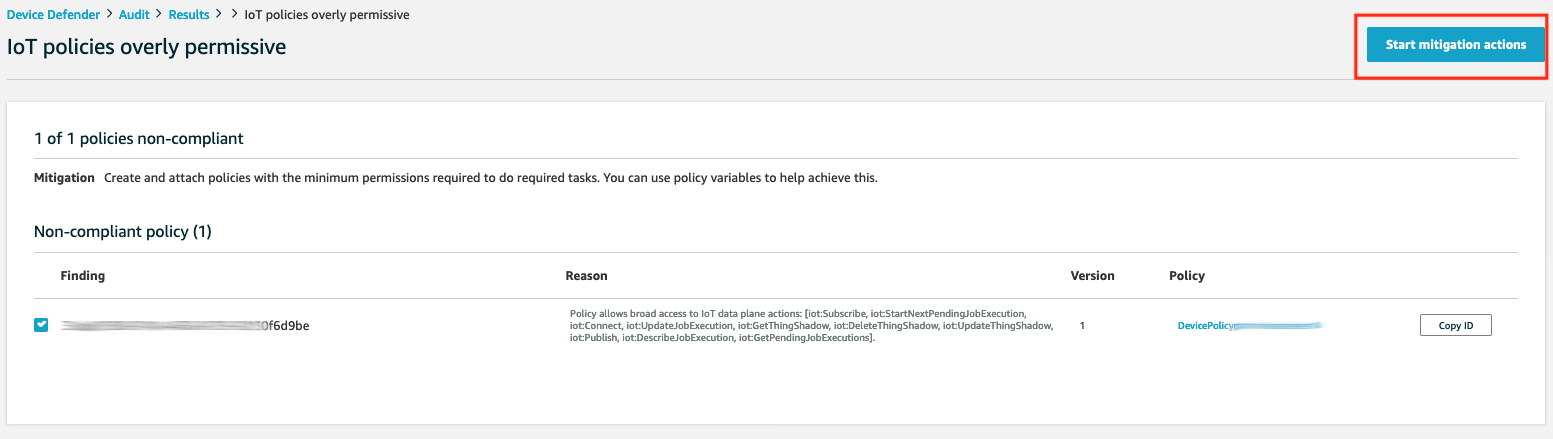 Device Defender > Audit > Results > > IoT policies overly permissive
IoT policies overly permissive
Start mitigation actions
1 of 1 policies non-compliant
Mitigation Create and attach policies with the minimum permissions required to do required tasks. You can use policy variables to help achieve this.
Non-compliant policy (1)
Finding Reason Version Policy
Policy allows broad access to IoT data plane actions: [iot:Subscribe, iot:StartNextPendingJobExecution,
iot:Connect, iot:UpdateJobExecution, iot:GetThingShadow, iot:DeleteThingShadow, iot:UpdateThingShadow,
iot:Publish, iot:DescribeJobExecution, iot:GetPendingJobExecutions].
0f6d9be 1 DevicePolicy Copy ID